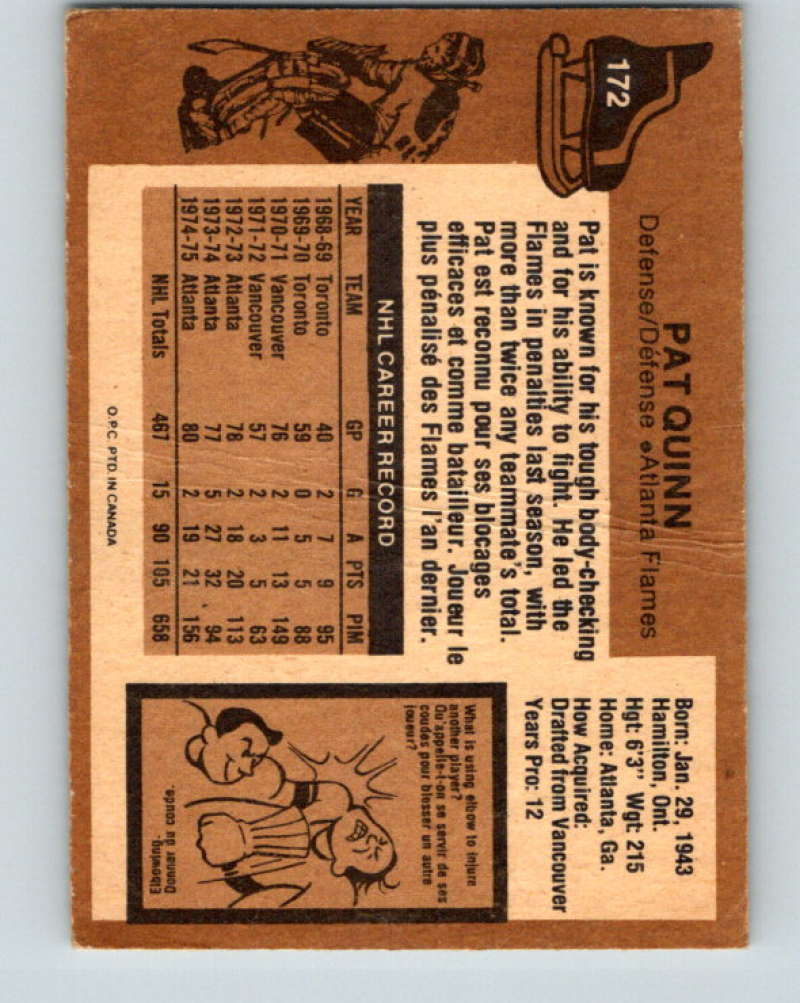 172
PAT QUINN
Defense/Défense • Atlanta Flames
Pat is known for his tough body-checking
and for his ability to fight. He led the
Flames in penalties last season, with
more than twice any teammate's total.
Pat est reconnu pour ses blocages
efficaces et comme batailleur. Joueur le
plus pénalisé des Flames l'an dernier.
Born: Jan. 29, 1943
Hamilton, Ont.
Hgt: 6'3" Wgt: 215
Home: Atlanta, Ga.
How Acquired:
Drafted from Vancouver
Years Pro: 12
NHL CAREER RECORD
YEAR TEAM GP G A PTS PIM
1968-69 Toronto 40 2 7 9 95
1969-70 Toronto 59 0 5 5 88
1970-71 Vancouver 76 2 11 13 149
1971-72 Vancouver 57 2 3 5 63
1972-73 Atlanta 78 2 18 20 113
1973-74 Atlanta 77 5 27 32 94
1974-75 Atlanta 80 2 19 21 156
NHL Totals 467 15 90 105 658
What is using elbow to injure
another player?
Qu'appelle-t-on se servir de ses
coudes pour blesser un autre
joueur?
Elbowing.
Donner du coude.
O.P.C. PTD. IN CANADA